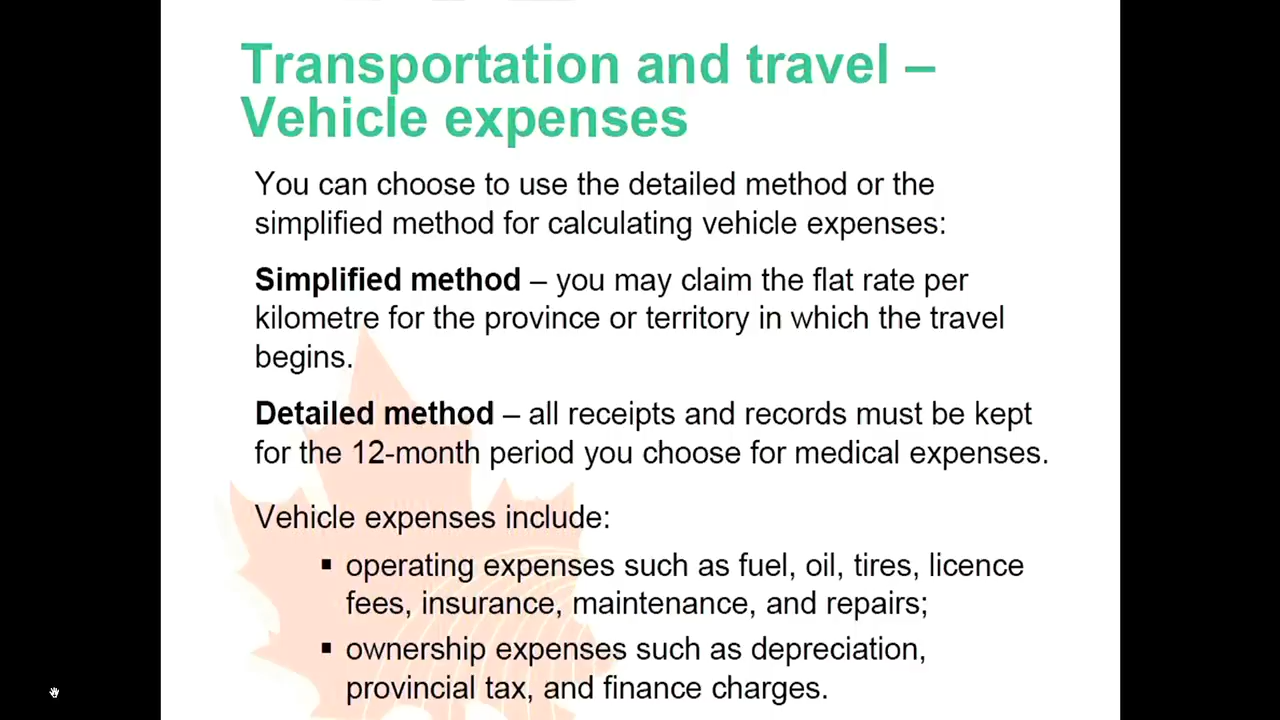 Transportation and travel –
Vehicle expenses
You can choose to use the detailed method or the
simplified method for calculating vehicle expenses:
Simplified method – you may claim the flat rate per
kilometre for the province or territory in which the travel
begins.
Detailed method – all receipts and records must be kept
for the 12-month period you choose for medical expenses.
Vehicle expenses include:
▪ operating expenses such as fuel, oil, tires, licence
fees, insurance, maintenance, and repairs;
▪ ownership expenses such as depreciation,
provincial tax, and finance charges.